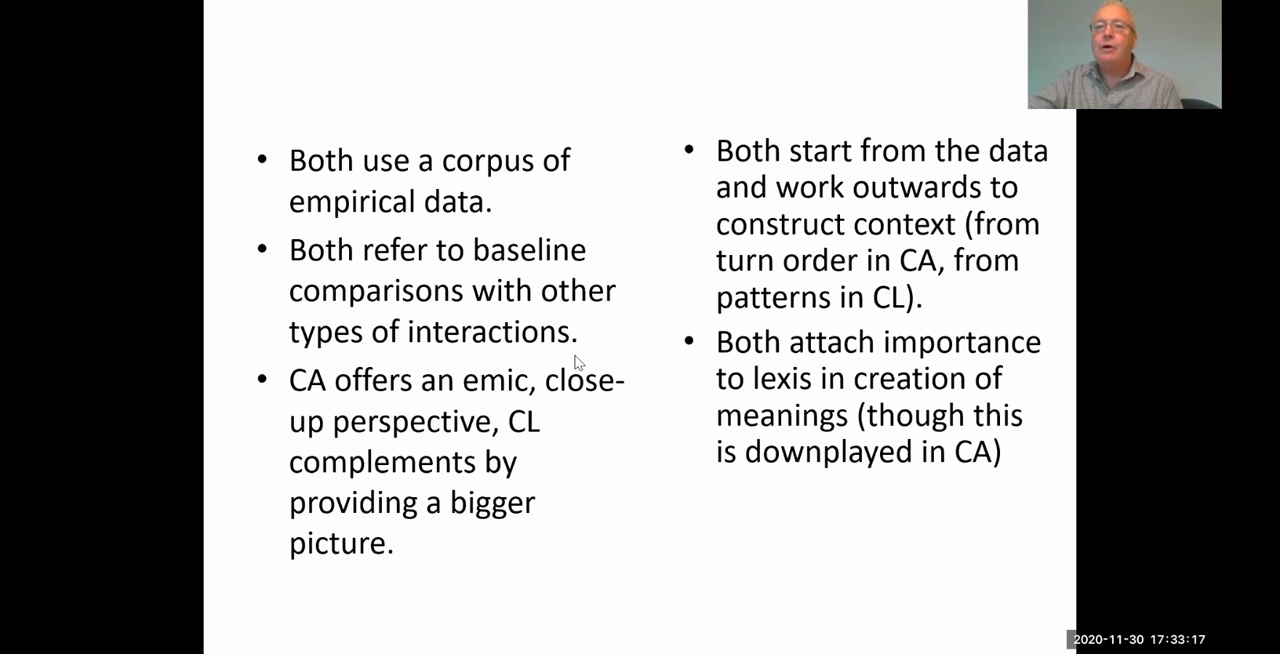 • Both use a corpus of
empirical data.
• Both refer to baseline
comparisons with other
types of interactions.
• CA offers an emic, close-
up perspective, CL
complements by
providing a bigger
picture.
• Both start from the data
and work outwards to
construct context (from
turn order in CA, from
patterns in CL).
• Both attach importance
to lexis in creation of
meanings (though this
is downplayed in CA)
2020-11-30 17:33:17